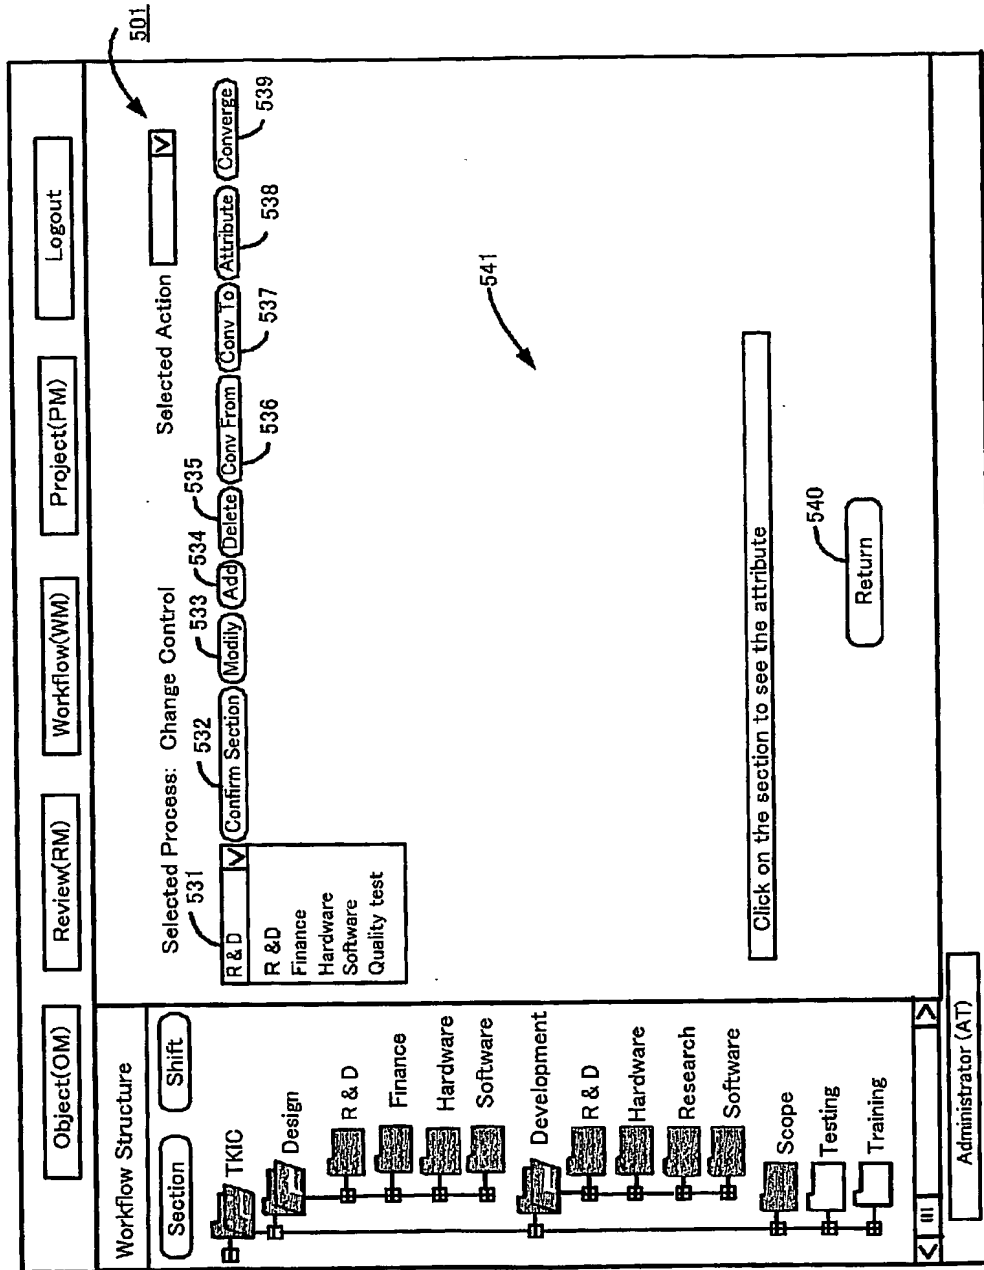 Object(OM) Review(RM) Workflow(WM) Project(PM) Logout
501
Workflow Structure
Section Shift
TKIC
Design
R & D
Finance
Hardware
Software
Development
R & D
Hardware
Research
Software
Scope
Testing
Training
Selected Process: Change Control Selected Action
531 532 533 534 535
R & D Confirm Section Modify Add Delete Conv From Conv To Attribute Converge
536 537 538 539
R &D
Finance
Hardware
Software
Quality test
541
Click on the section to see the attribute
540
Return
Administrator (AT)